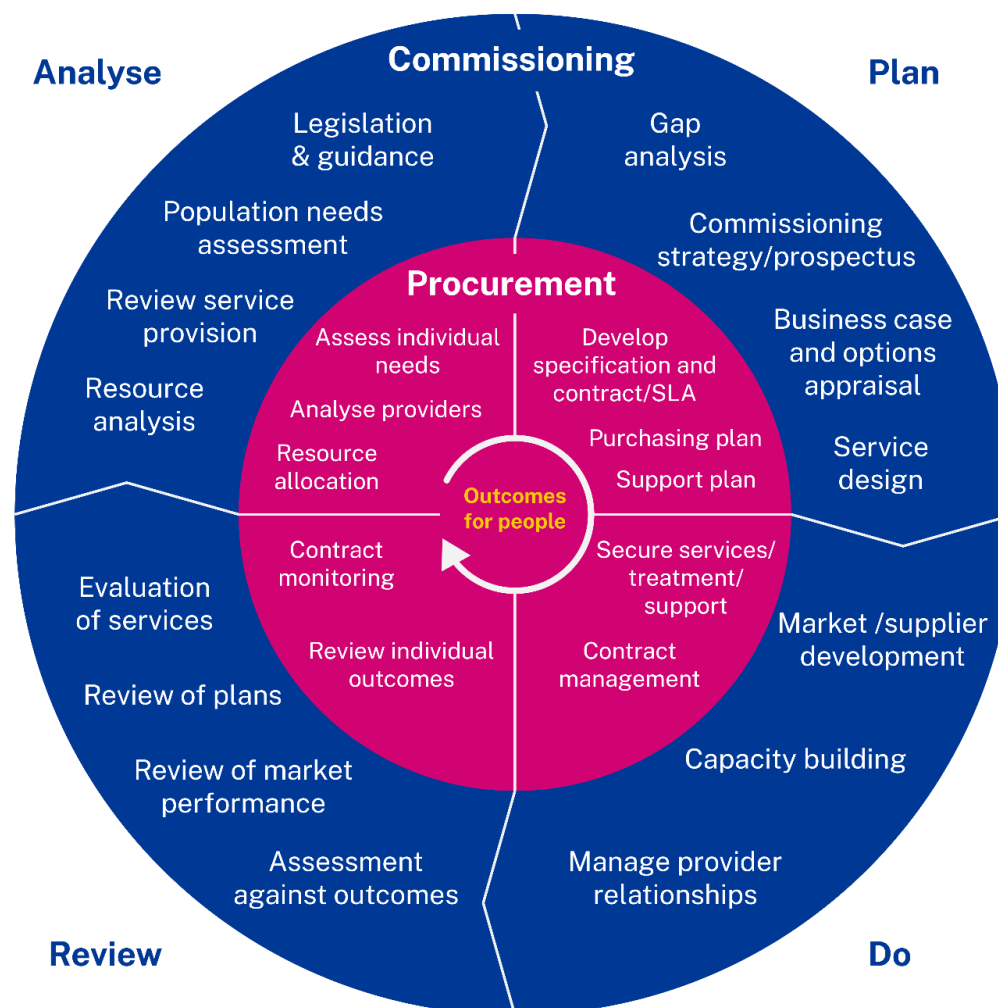 Analyse
Commissioning
Plan
Legislation
& guidance
Population needs
assessment
Review service
provision
Resource
analysis
Gap
analysis
Commissioning
strategy/prospectus
Business case
and options
appraisal
Service
design
Procurement
Assess individual
needs
Analyse providers
Resource
allocation
Develop
specification and
contract/SLA
Purchasing plan
Support plan
Outcomes
for people
Contract
monitoring
Review individual
outcomes
Secure services/
treatment/
support
Contract
management
Evaluation
of services
Review of plans
Review of market
performance
Assessment
against outcomes
Market /supplier
development
Capacity building
Manage provider
relationships
Review
Do